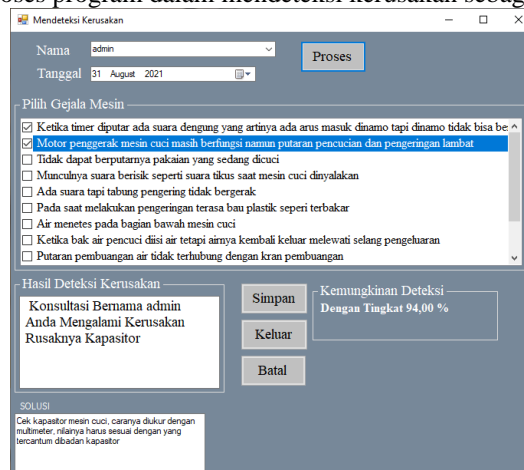 oses program dalam mendeteksi kerusakan sebag
Mendeteksi Kerusakan
Nama admin Proses
Tanggal 31 August 2021
Pilih Gejala Mesin
Ketika timer diputar ada suara dengung yang artinya ada arus masuk dinamo tapi dinamo tidak bisa be
Motor penggerak mesin cuci masih berfungsi namun putaran pencucian dan pengeringan lambat
Tidak dapat berputarnya pakaian yang sedang dicuci
Munculnya suara berisik seperti suara tikus saat mesin cuci dinyalakan
Ada suara tapi tabung pengering tidak bergerak
Pada saat melakukan pengeringan terasa bau plastik seperi terbakar
Air menetes pada bagian bawah mesin cuci
Ketika bak air pencuci diisi air tetapi airnya kembali keluar melewati selang pengeluaran
Putaran pembuangan air tidak terhubung dengan kran pembuangan
Hasil Deteksi Kerusakan
Konsultasi Bernama admin
Anda Mengalami Kerusakan
Rusaknya Kapasitor
Simpan
Keluar
Batal
Kemungkinan Deteksi
Dengan Tingkat 94,00 %
SOLUSI
Cek kapasitor mesin cuci, caranya diukur dengan
multimeter, nilainya harus sesuai dengan yang
tercantum dibadan kapasitor